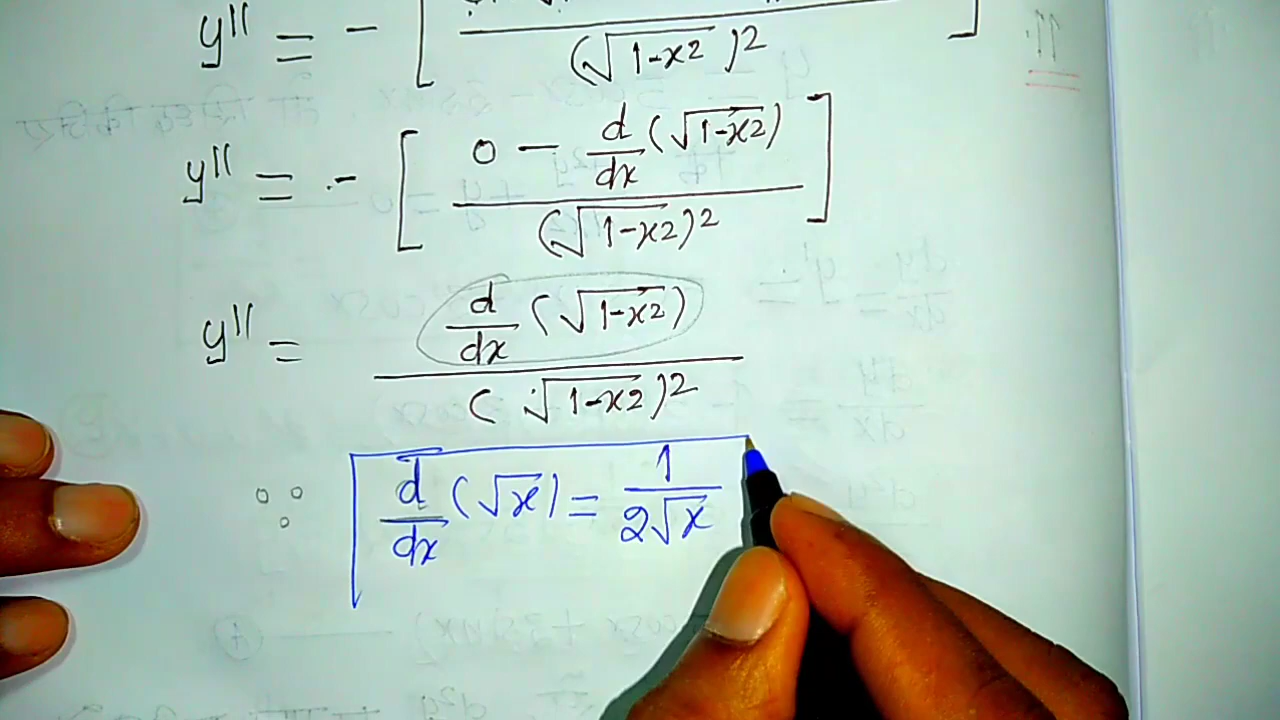 y'' = - [ / (√1-x2)2 ]
y'' = - [ 0 - d/dx (√1-x2) / (√1-x2)2 ]
y'' = d/dx (√1-x2) / (√1-x2)2
∵ d/dx (√x) = 1/2√x